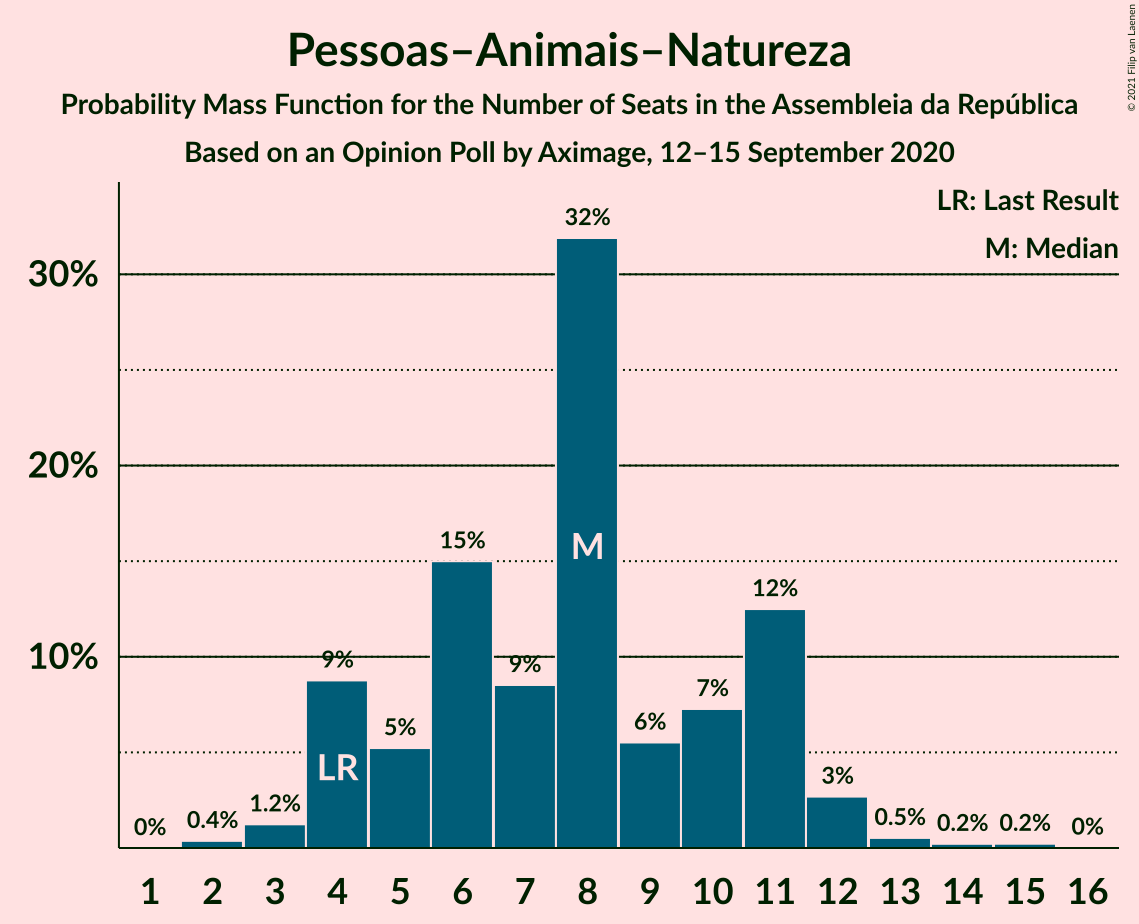 Pessoas–Animais–Natureza
Probability Mass Function for the Number of Seats in the Assembleia da República
Based on an Opinion Poll by Aximage, 12–15 September 2020
© 2021 Filip van Laenen
LR: Last Result
M: Median
30%
20%
10%
0%
0.4%
1.2%
9%
5%
15%
9%
32%
6%
7%
12%
3%
0.5%
0.2%
0.2%
0%
LR
M
1 2 3 4 5 6 7 8 9 10 11 12 13 14 15 16